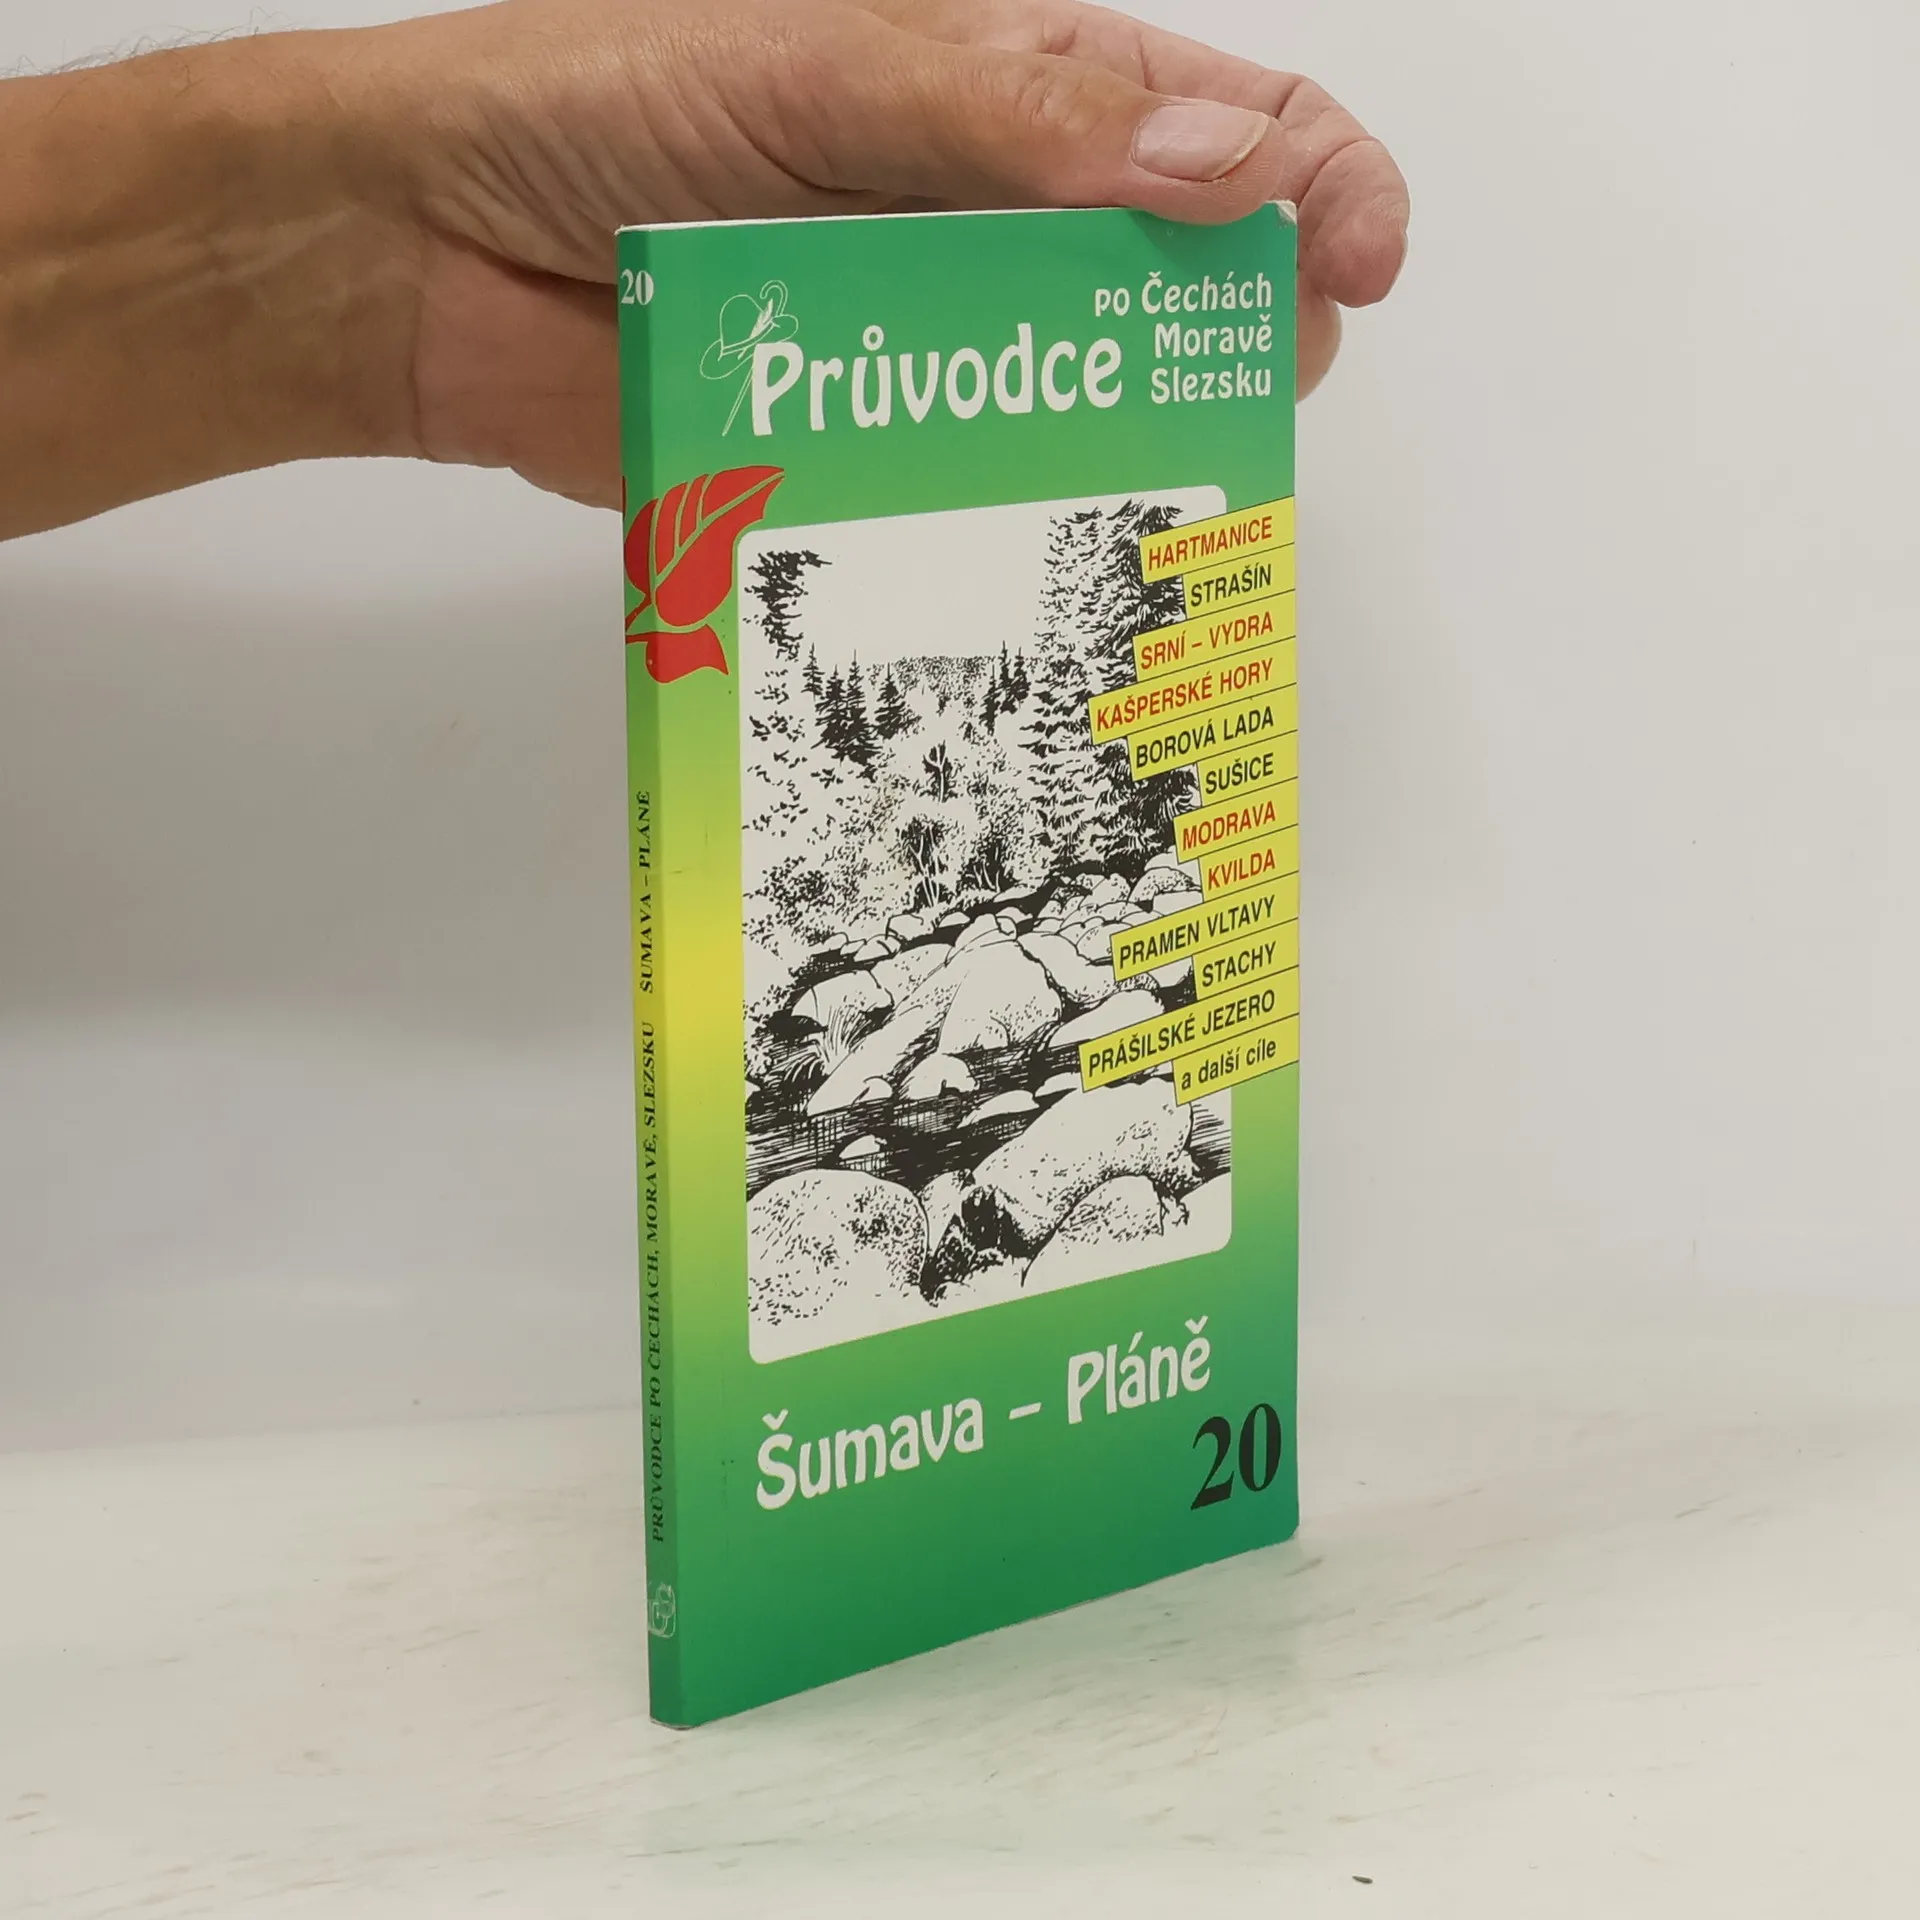 20
PRŮVODCE PO ČECHÁCH, MORAVĚ, SLEZSKU ŠUMAVA – PLÁNĚ
Průvodce
po Čechách
Moravě
Slezsku
HARTMANICE
STRAŠÍN
SRNÍ – VYDRA
KAŠPERSKÉ HORY
BOROVÁ LADA
SUŠICE
MODRAVA
KVILDA
PRAMEN VLTAVY
STACHY
PRÁŠILSKÉ JEZERO
a další cíle
Šumava – Pláně
20